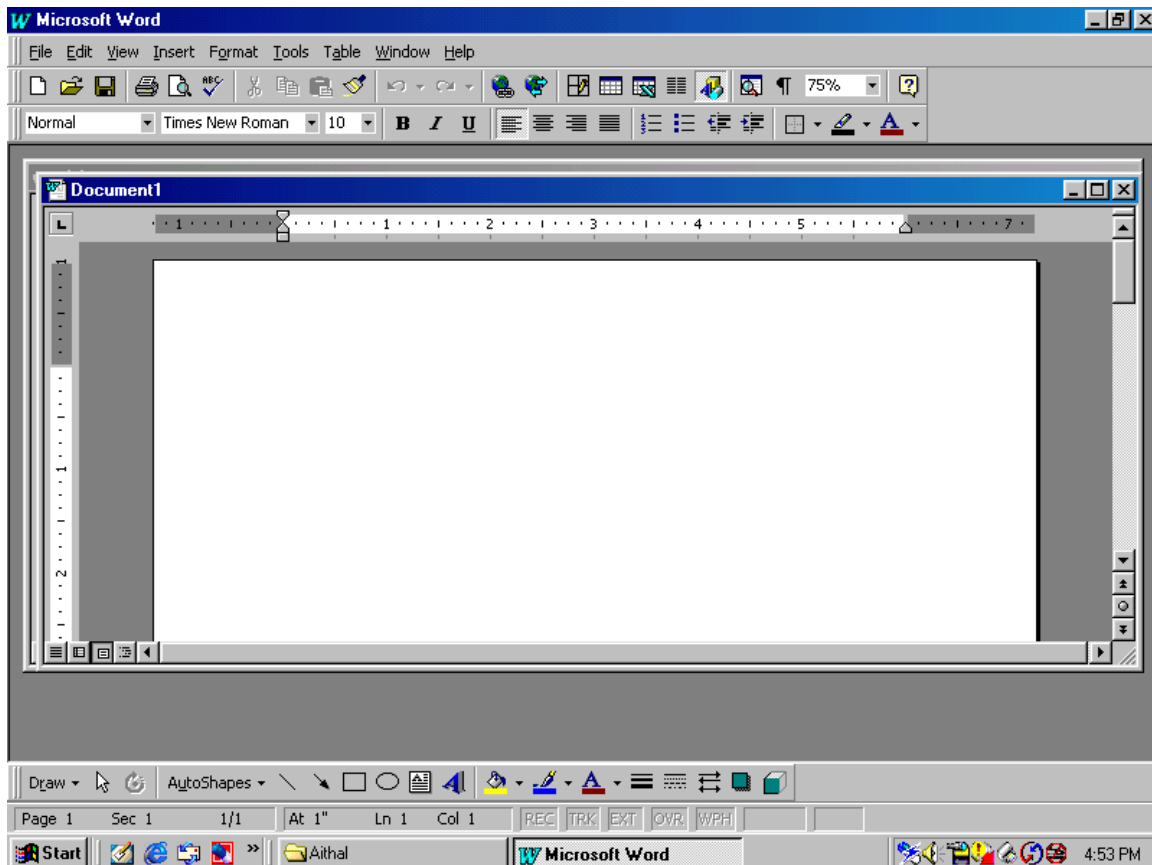 Microsoft Word
File Edit View Insert Format Tools Table Window Help
ABC 75%
Normal Times New Roman 10 B I U A
Document1
L 1 1 2 3 4 5 7
1
1
2
Draw AutoShapes A A
Page 1 Sec 1 1/1 At 1" Ln 1 Col 1 REC TRK EXT OVR WPH
Start Aithal Microsoft Word 4:53 PM